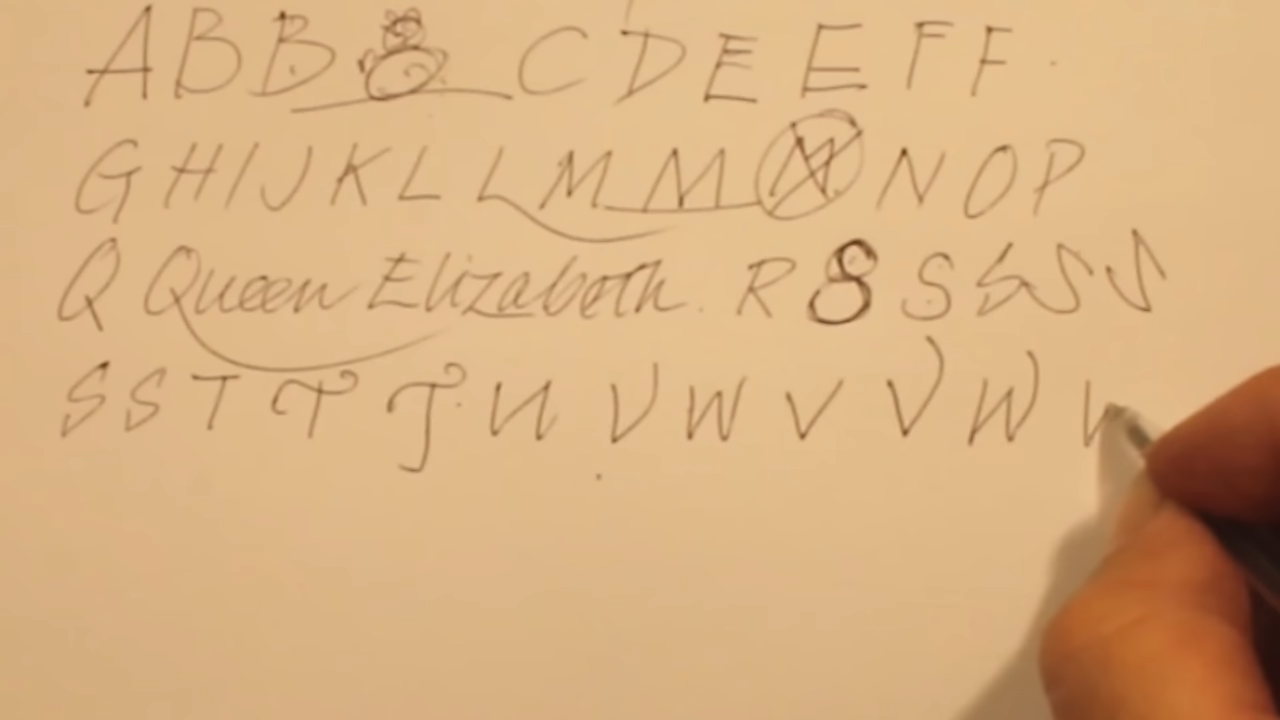 A B B C D E E F F
G H I J K L L M M M N O P
Q Queen Elizabeth. R 8 S S S S
S S T T T U V W V V W V